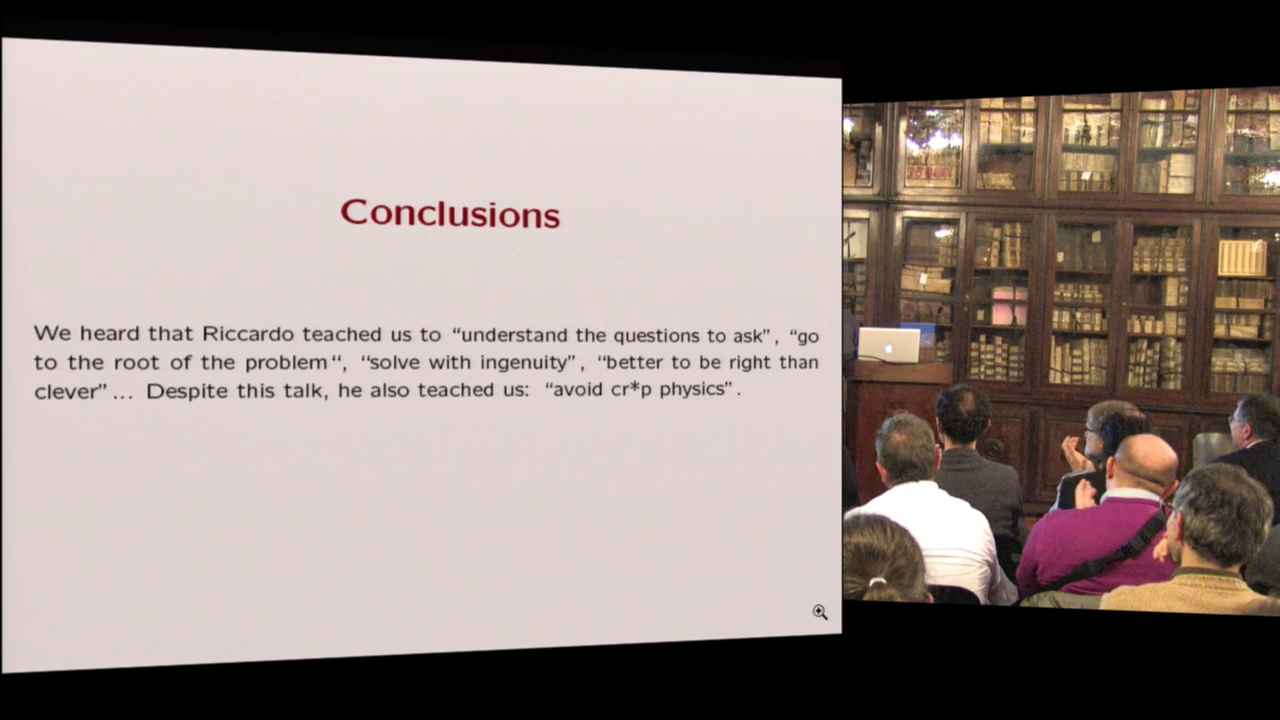 Conclusions
We heard that Riccardo teached us to “understand the questions to ask”, “go
to the root of the problem“, “solve with ingenuity”, “better to be right than
clever”... Despite this talk, he also teached us: “avoid cr*p physics”.